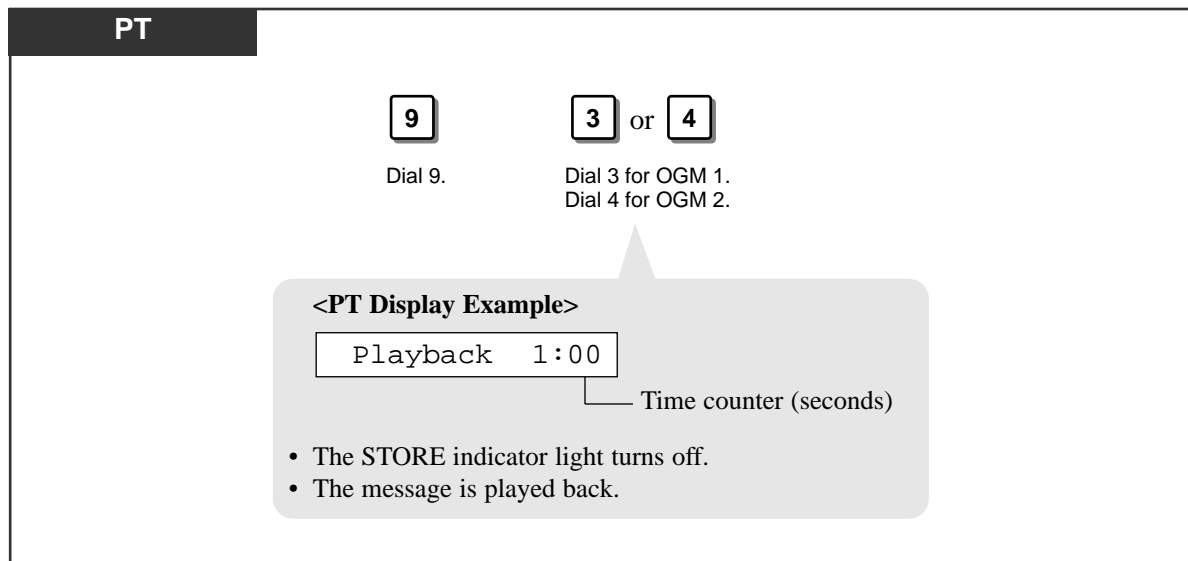 PT
9 3 or 4
Dial 9. Dial 3 for OGM 1.
Dial 4 for OGM 2.
<PT Display Example>
Playback 1:00
Time counter (seconds)
• The STORE indicator light turns off.
• The message is played back.